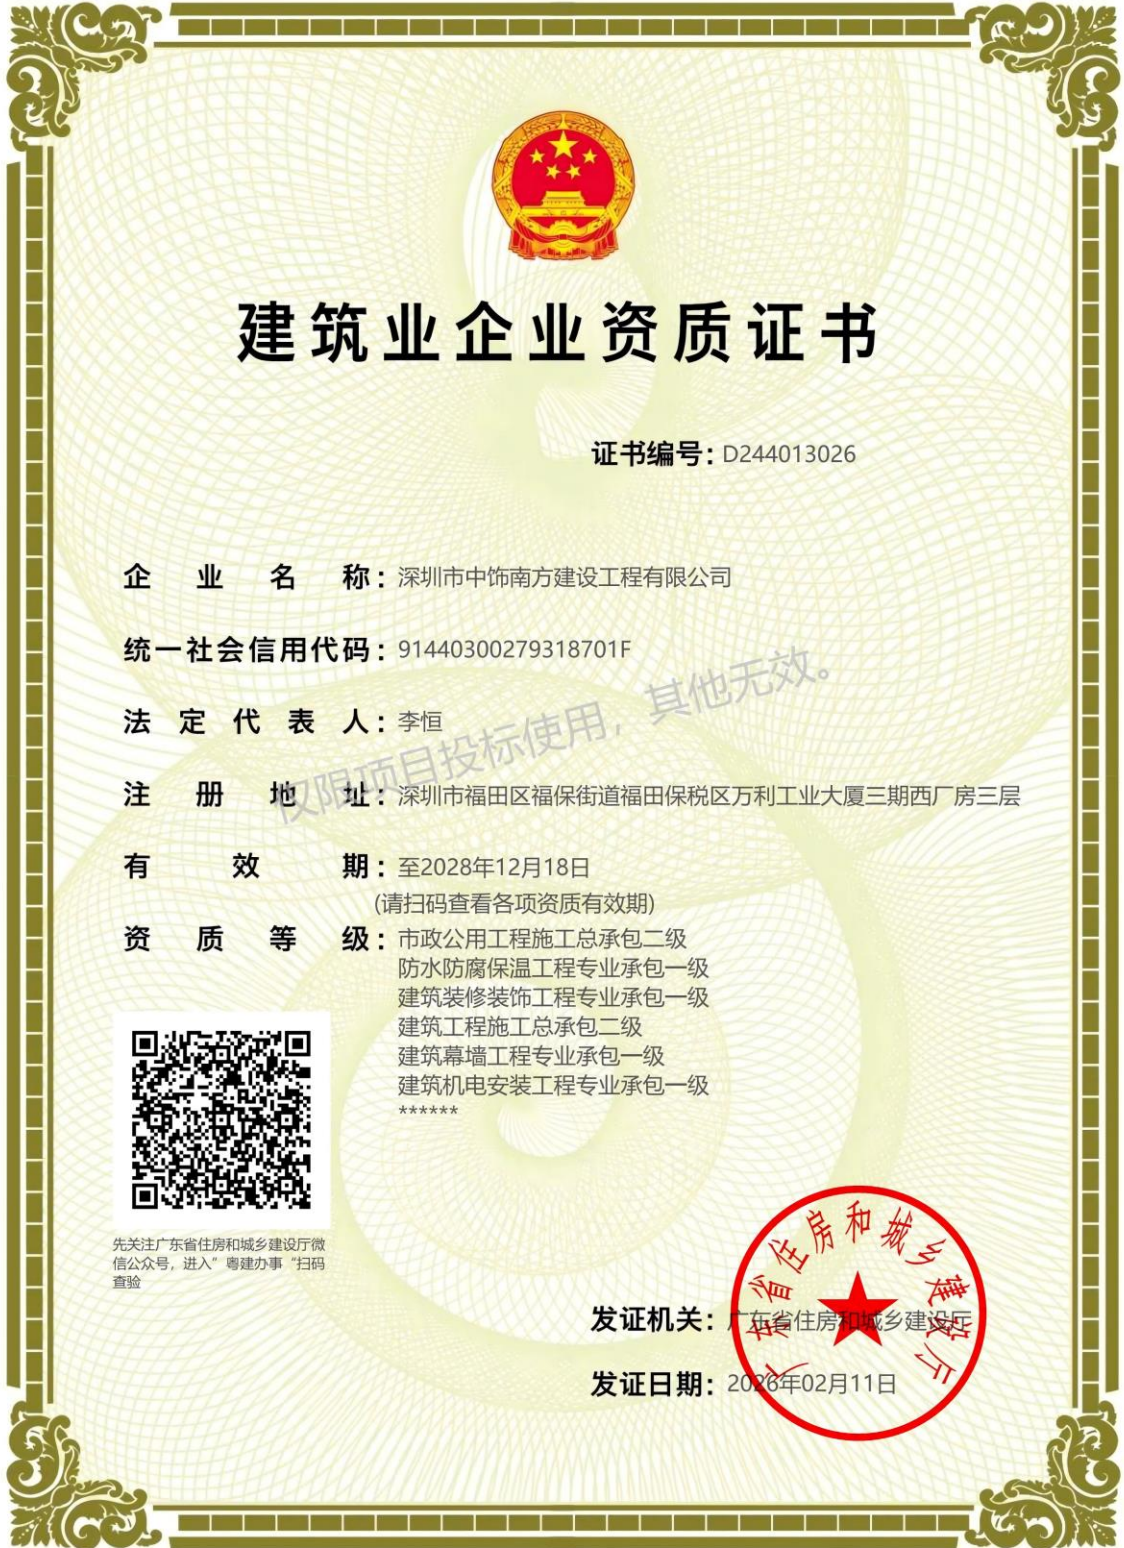 建筑业企业资质证书
证书编号：D244013026
企业名称：深圳市中饰南方建设工程有限公司
统一社会信用代码：91440300279318701F
法定代表人：李恒
注册地址：深圳市福田区福保街道福田保税区万利工业大厦三期西厂房三层
仅限项目投标使用，其他无效。
有效期：至2028年12月18日
(请扫码查看各项资质有效期)
资质等级：市政公用工程施工总承包二级
防水防腐保温工程专业承包一级
建筑装修装饰工程专业承包一级
建筑工程施工总承包二级
建筑幕墙工程专业承包一级
建筑机电安装工程专业承包一级
******
先关注广东省住房和城乡建设厅微
信公众号，进入”粤建办事“扫码
查验
广东省住房和城乡建设厅
发证机关：广东省住房和城乡建设厅
发证日期：2026年02月11日